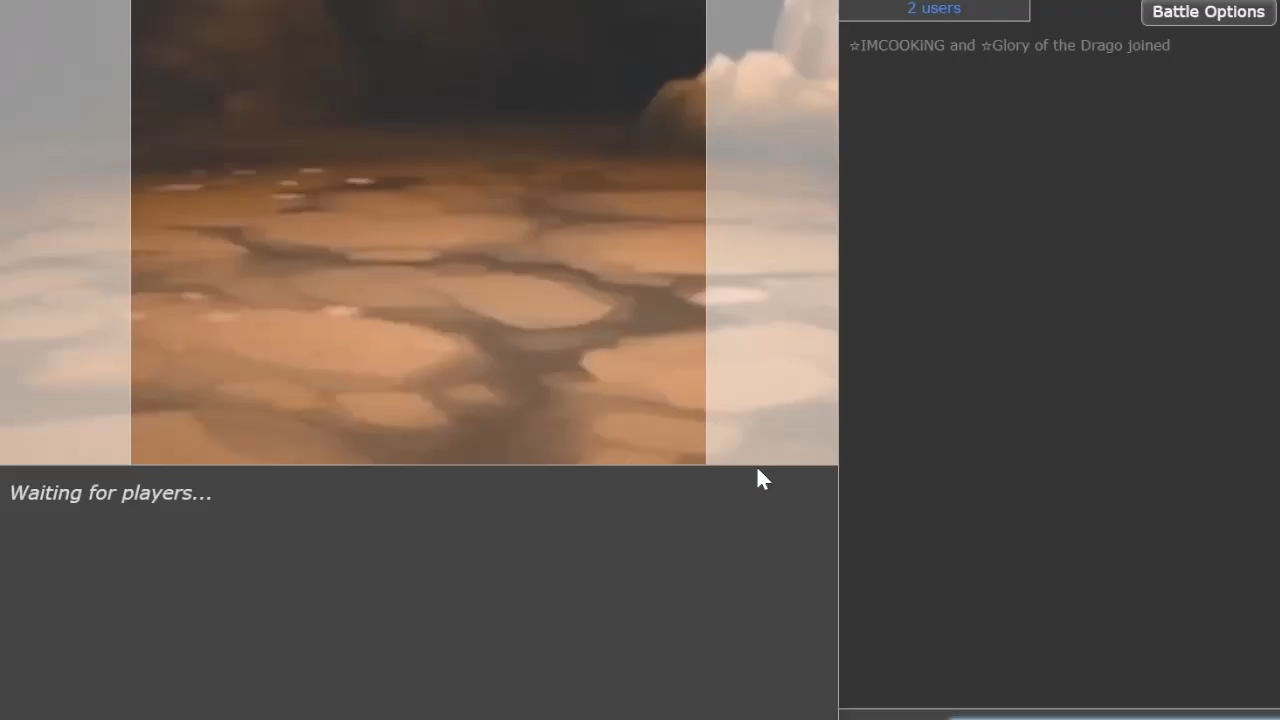 2 users
Battle Options
☆IMCOOKING and ☆Glory of the Drago joined
Waiting for players...